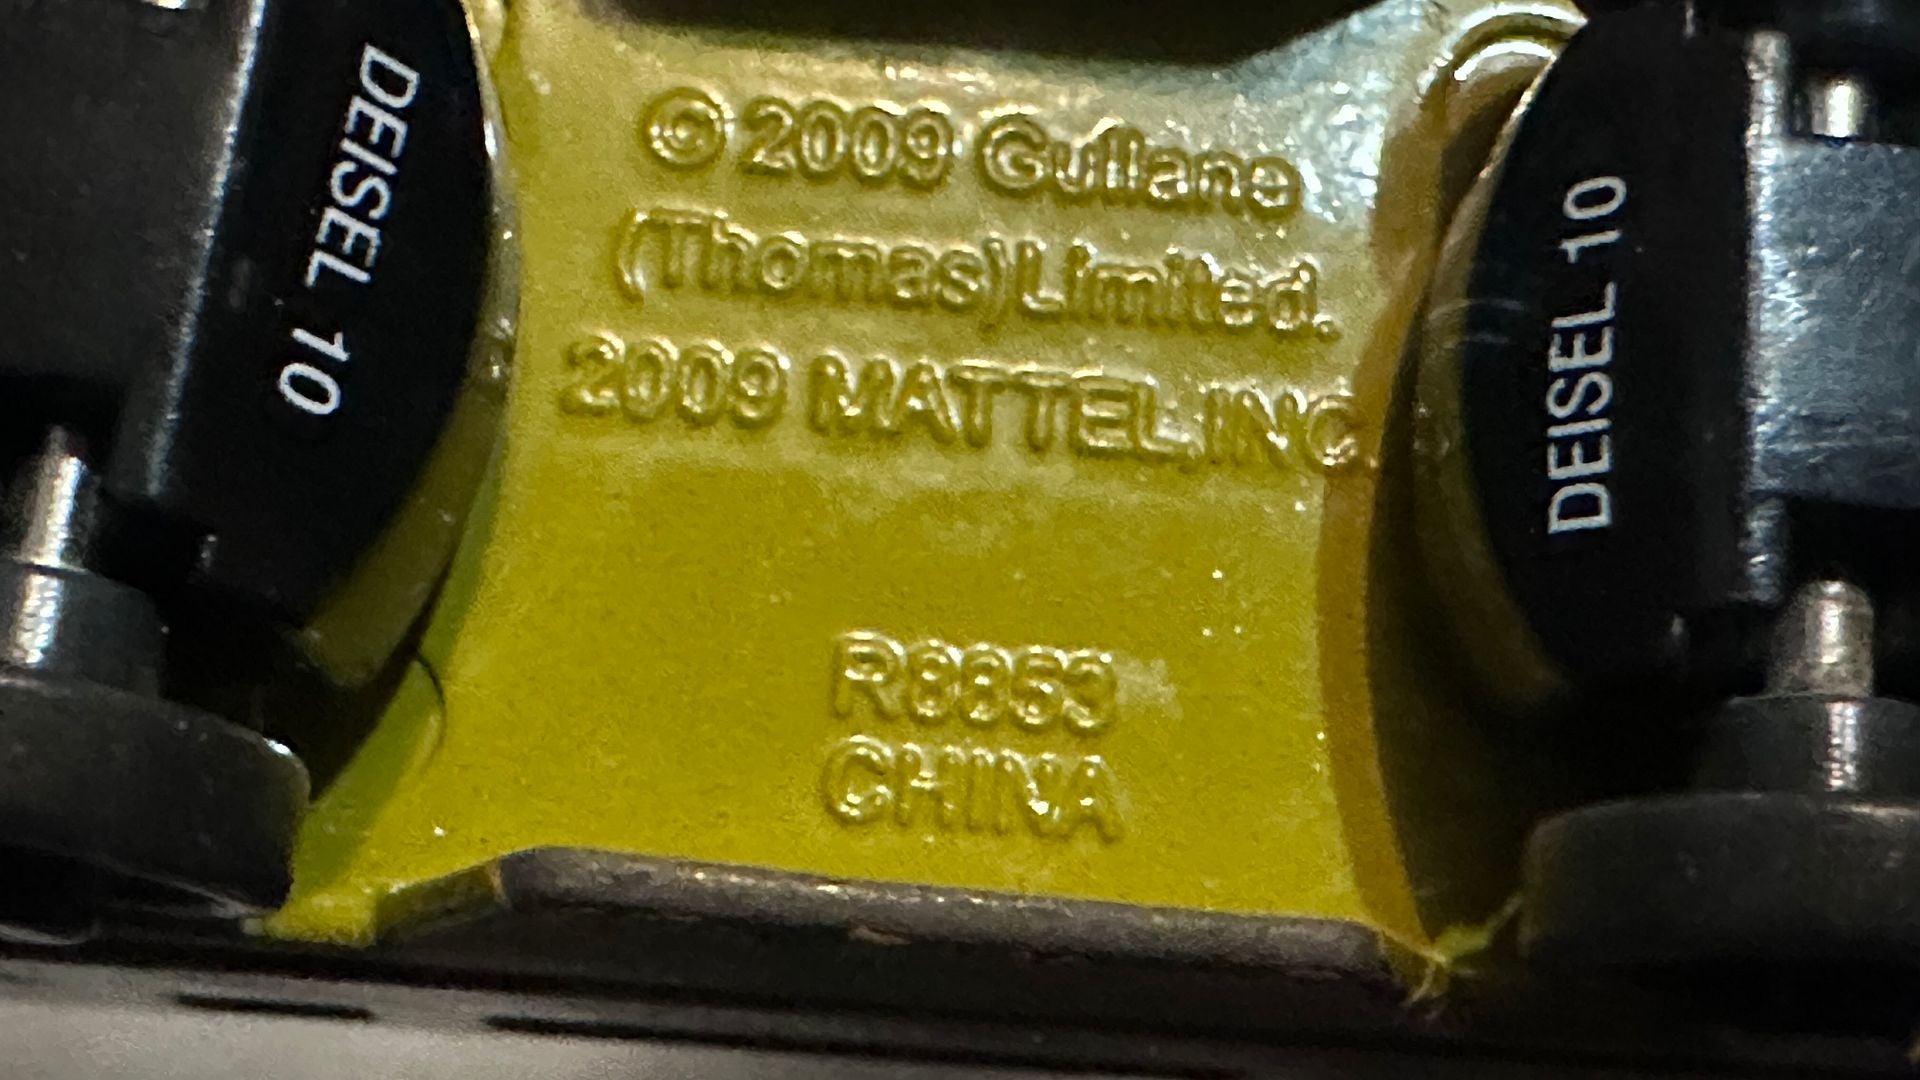 DEISEL 10
© 2009 Gullane
(Thomas) Limited.
2009 MATTEL, INC.
R8853
CHINA
DEISEL 10